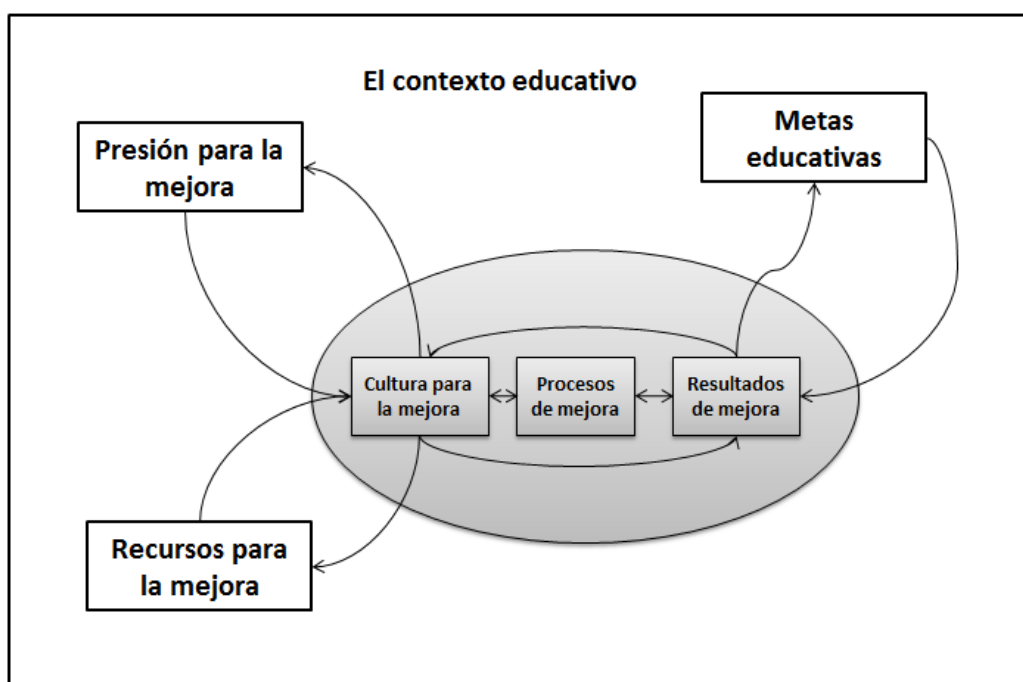 El contexto educativo
Presión para la
mejora
Metas
educativas
Cultura para
la mejora
Procesos
de mejora
Resultados
de mejora
Recursos para
la mejora